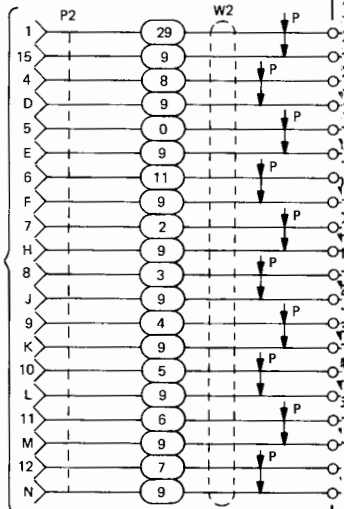 P2 W2
1 29 P
15 9
4 8 P
D 9
5 0 P
E 9
6 11 P
F 9
7 2 P
H 9
8 3 P
J 9
9 4 P
K 9
10 5 P
L 9
11 6 P
M 9
12 7 P
N 9